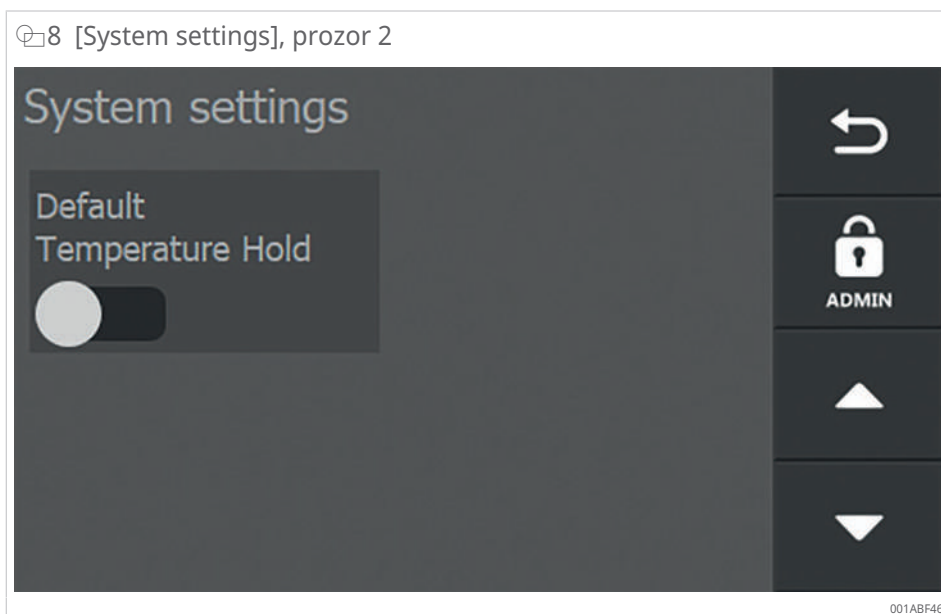 8 [System settings], prozor 2
System settings
Default
Temperature Hold
ADMIN
001ABF46